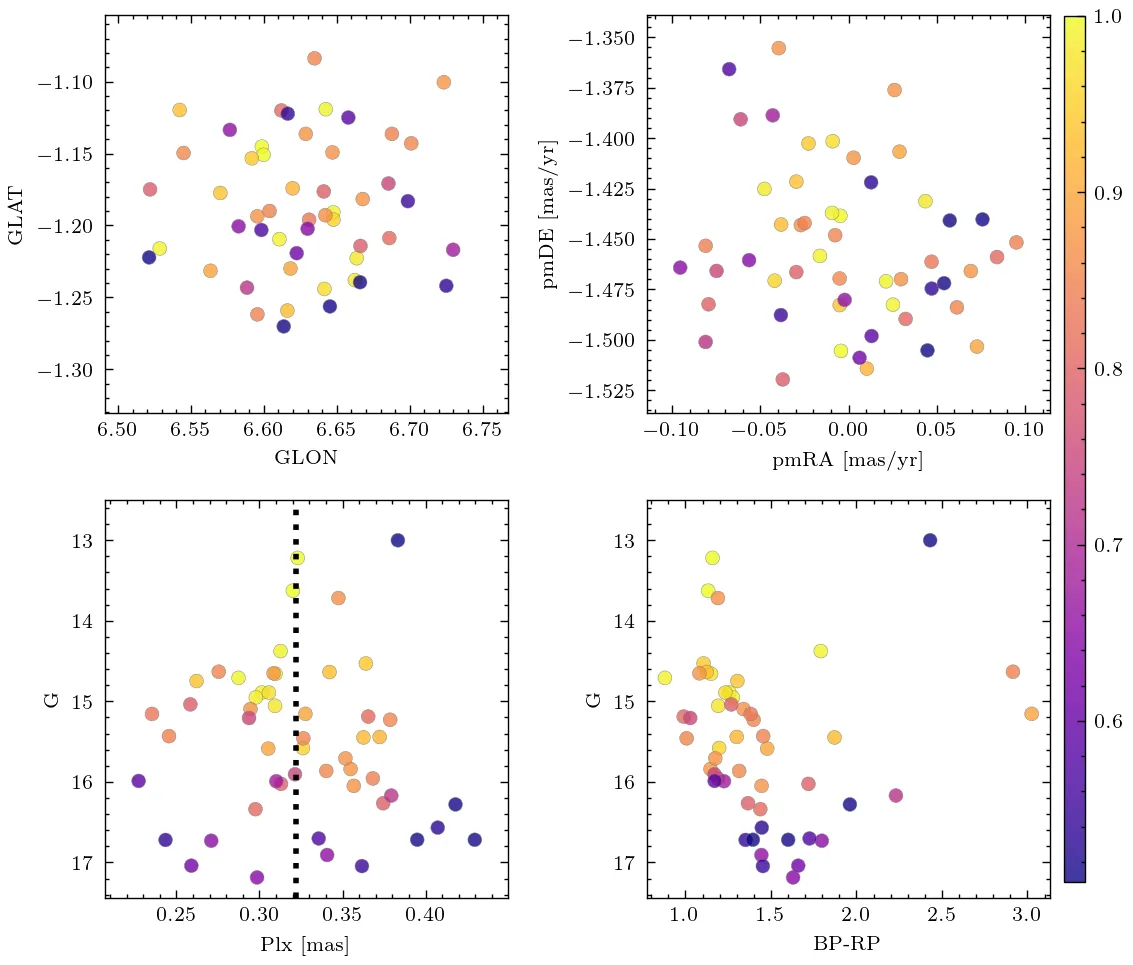 −1.10
−1.15
−1.20
−1.25
−1.30
GLAT
6.50 6.55 6.60 6.65 6.70 6.75
GLON
−1.350
−1.375
−1.400
−1.425
−1.450
−1.475
−1.500
−1.525
pmDE [mas/yr]
−0.10 −0.05 0.00 0.05 0.10
pmRA [mas/yr]
13
14
15
16
17
G
0.25 0.30 0.35 0.40
Plx [mas]
13
14
15
16
17
G
1.0 1.5 2.0 2.5 3.0
BP-RP
1.0
0.9
0.8
0.7
0.6